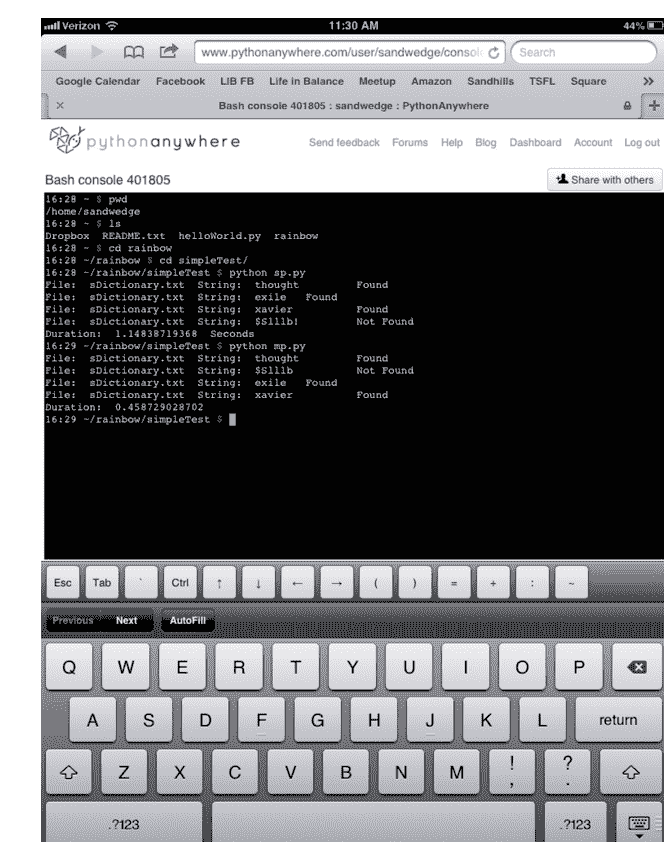 Verizon 11:30 AM 44%
www.pythonanywhere.com/user/sandwedge/consol Search
Google Calendar Facebook LIB FB Life in Balance Meetup Amazon Sandhills TSFL Square >>
× Bash console 401805 : sandwedge : PythonAnywhere +
pythonanywhere Send feedback Forums Help Blog Dashboard Account Log out
Bash console 401805 Share with others
16:28 ~ $ pwd
/home/sandwedge
16:28 ~ $ ls
Dropbox README.txt helloWorld.py rainbow
16:28 ~ $ cd rainbow
16:28 ~/rainbow $ cd simpleTest/
16:28 ~/rainbow/simpleTest $ python sp.py
File: sDictionary.txt String: thought Found
File: sDictionary.txt String: exile Found
File: sDictionary.txt String: xavier Found
File: sDictionary.txt String: $Slllb! Not Found
Duration: 1.14838719368 Seconds
16:29 ~/rainbow/simpleTest $ python mp.py
File: sDictionary.txt String: thought Found
File: sDictionary.txt String: $Slllb Not Found
File: sDictionary.txt String: exile Found
File: sDictionary.txt String: xavier Found
Duration: 0.458729028702
16:29 ~/rainbow/simpleTest $
Esc Tab ` Ctrl ↑ ↓ ← → ( ) = + : ~
Previous Next AutoFill
Q W E R T Y U I O P
A S D F G H J K L return
Z X C V B N M ! , ? .
.?123 .?123